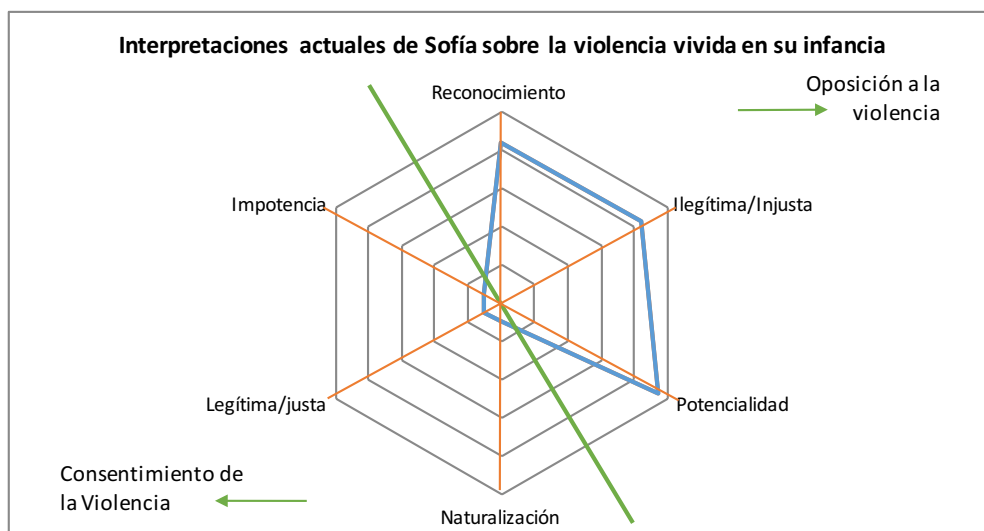 Interpretaciones actuales de Sofía sobre la violencia vivida en su infancia
Oposición a la
violencia
Reconocimiento
Impotencia
Ilegítima/Injusta
Legítima/justa
Potencialidad
Consentimiento de
la Violencia
Naturalización